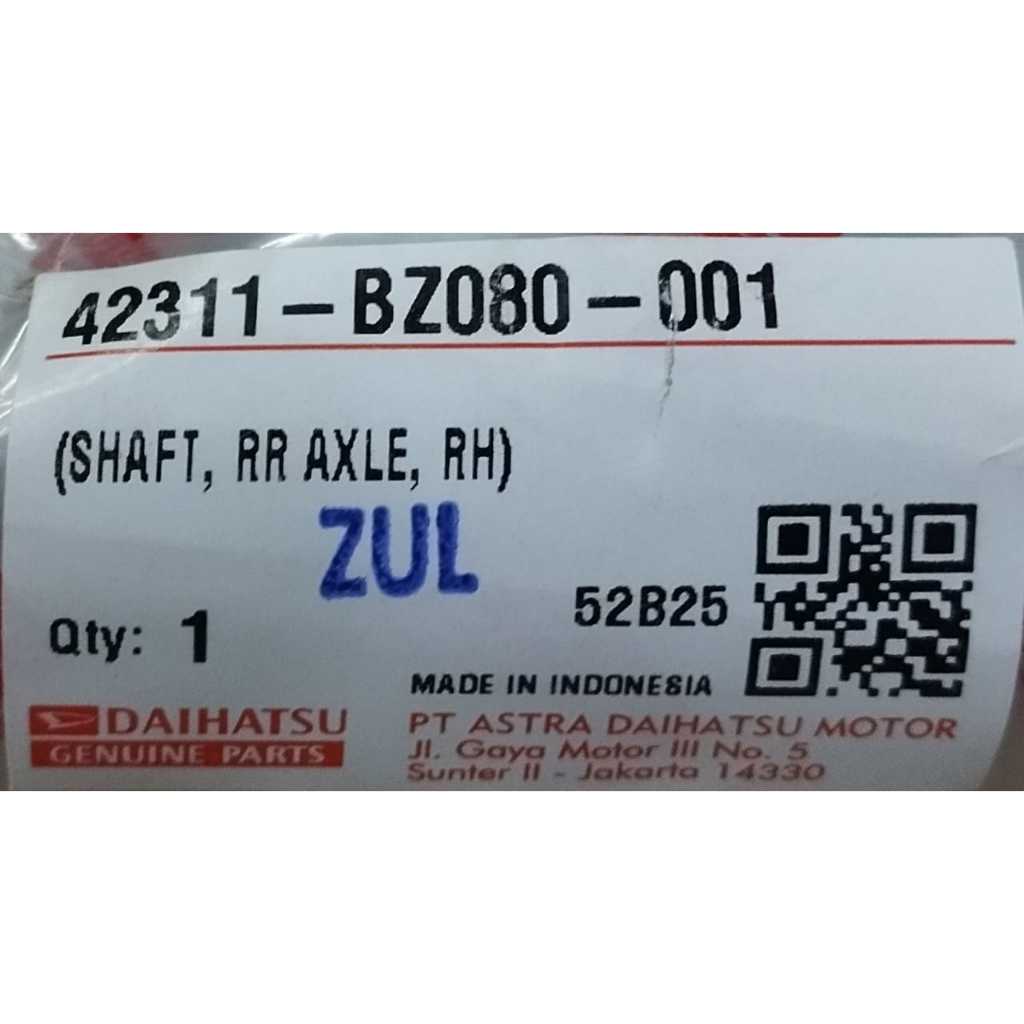 42311-BZ080-001
(SHAFT, RR AXLE, RH)
ZUL
Qty: 1
52B25
MADE IN INDONESIA
DAIHATSU
GENUINE PARTS
PT ASTRA DAIHATSU MOTOR
Jl. Gaya Motor III No. 5
Sunter II - Jakarta 14330